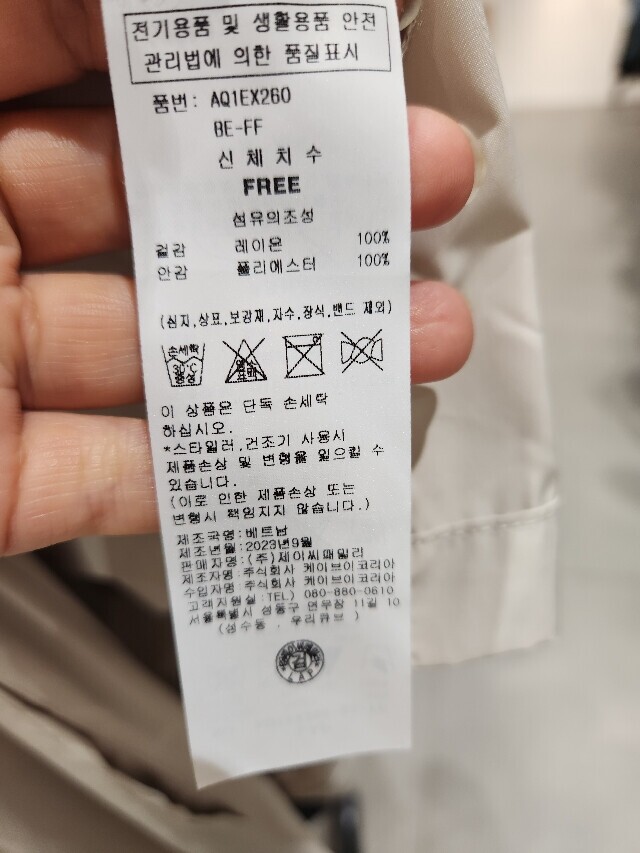 전기용품 및 생활용품 안전
관리법에 의한 품질표시
품번: AQ1EX260
BE-FF
신 체 치 수
FREE
섬유의조성
겉감 레이온 100%
안감 폴리에스터 100%
(심지,상표,보강재,자수,장식,밴드 제외)
손세탁
30℃
중성
이 상품은 단독 손세탁
하십시오.
*스타일러,건조기 사용시
제품손상 및 변형을 일으킬 수
있습니다.
(이로 인한 제품손상 또는
변형시 책임지지 않습니다.)
제조국명:베트남
제조년월:2023년9월
판매자명:(주)제이씨패밀리
제조자명:주식회사 케이브이코리아
수입자명:주식회사 케이브이코리아
고객지원실:TEL) 080-880-0610
서울특별시 성동구 연무장 11길 10
(성수동 , 우리큐브 )
LAP